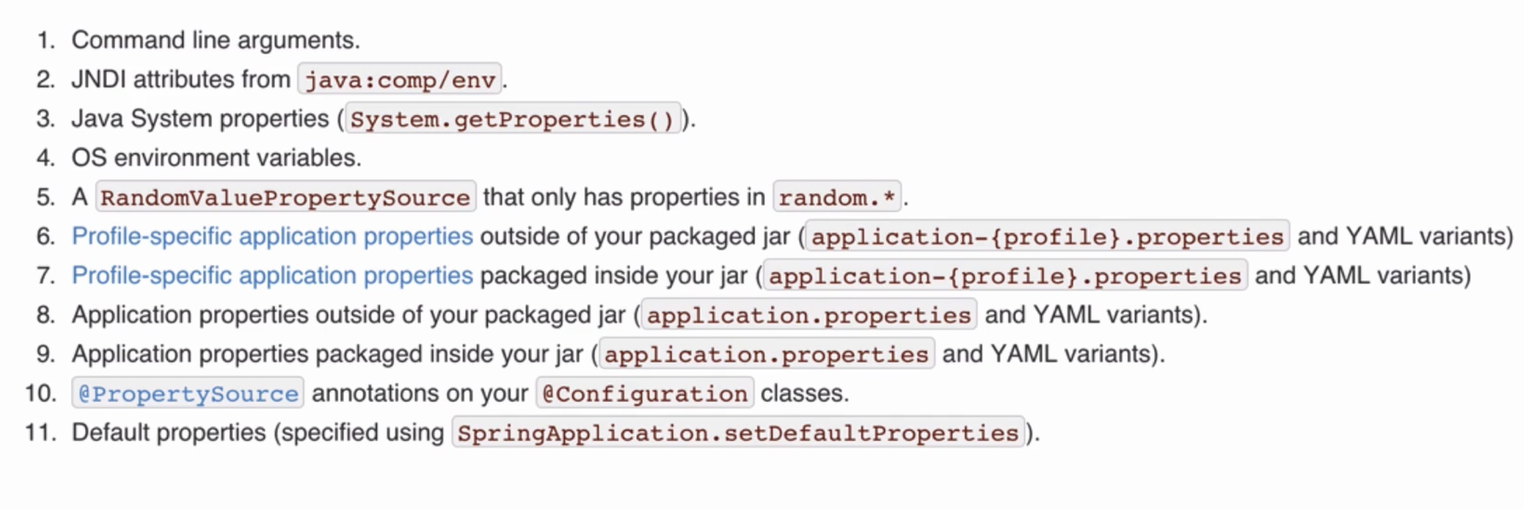 1. Command line arguments.
2. JNDI attributes from java:comp/env.
3. Java System properties (System.getProperties()).
4. OS environment variables.
5. A RandomValuePropertySource that only has properties in random.*.
6. Profile-specific application properties outside of your packaged jar (application-{profile}.properties and YAML variants)
7. Profile-specific application properties packaged inside your jar (application-{profile}.properties and YAML variants)
8. Application properties outside of your packaged jar (application.properties and YAML variants).
9. Application properties packaged inside your jar (application.properties and YAML variants).
10. @PropertySource annotations on your @Configuration classes.
11. Default properties (specified using SpringApplication.setDefaultProperties).